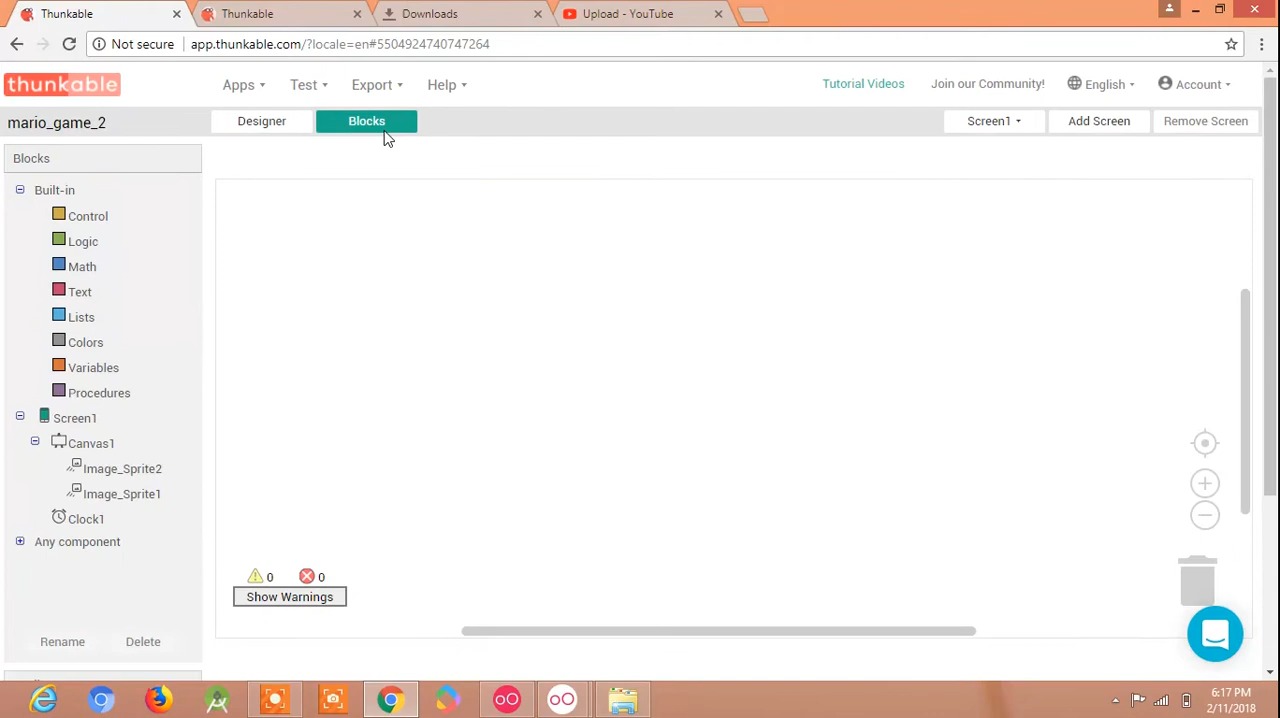 Thunkable
Thunkable
Downloads
Upload - YouTube
Not secure
app.thunkable.com/?locale=en#5504924740747264
thunkable
Apps
Test
Export
Help
Tutorial Videos
Join our Community!
English
Account
mario_game_2
Designer
Blocks
Screen1
Add Screen
Remove Screen
Blocks
Built-in
Control
Logic
Math
Text
Lists
Colors
Variables
Procedures
Screen1
Canvas1
Image_Sprite2
Image_Sprite1
Clock1
Any component
0 0
Show Warnings
Rename
Delete
6:17 PM
2/11/2018